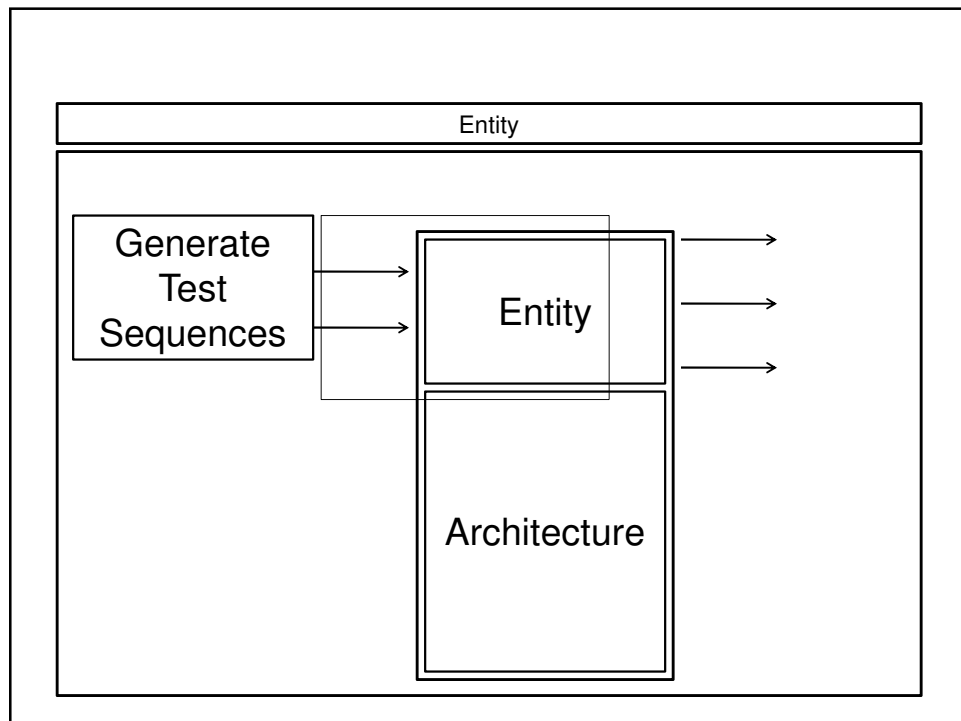 Entity
Generate
Test
Sequences
Entity
Architecture